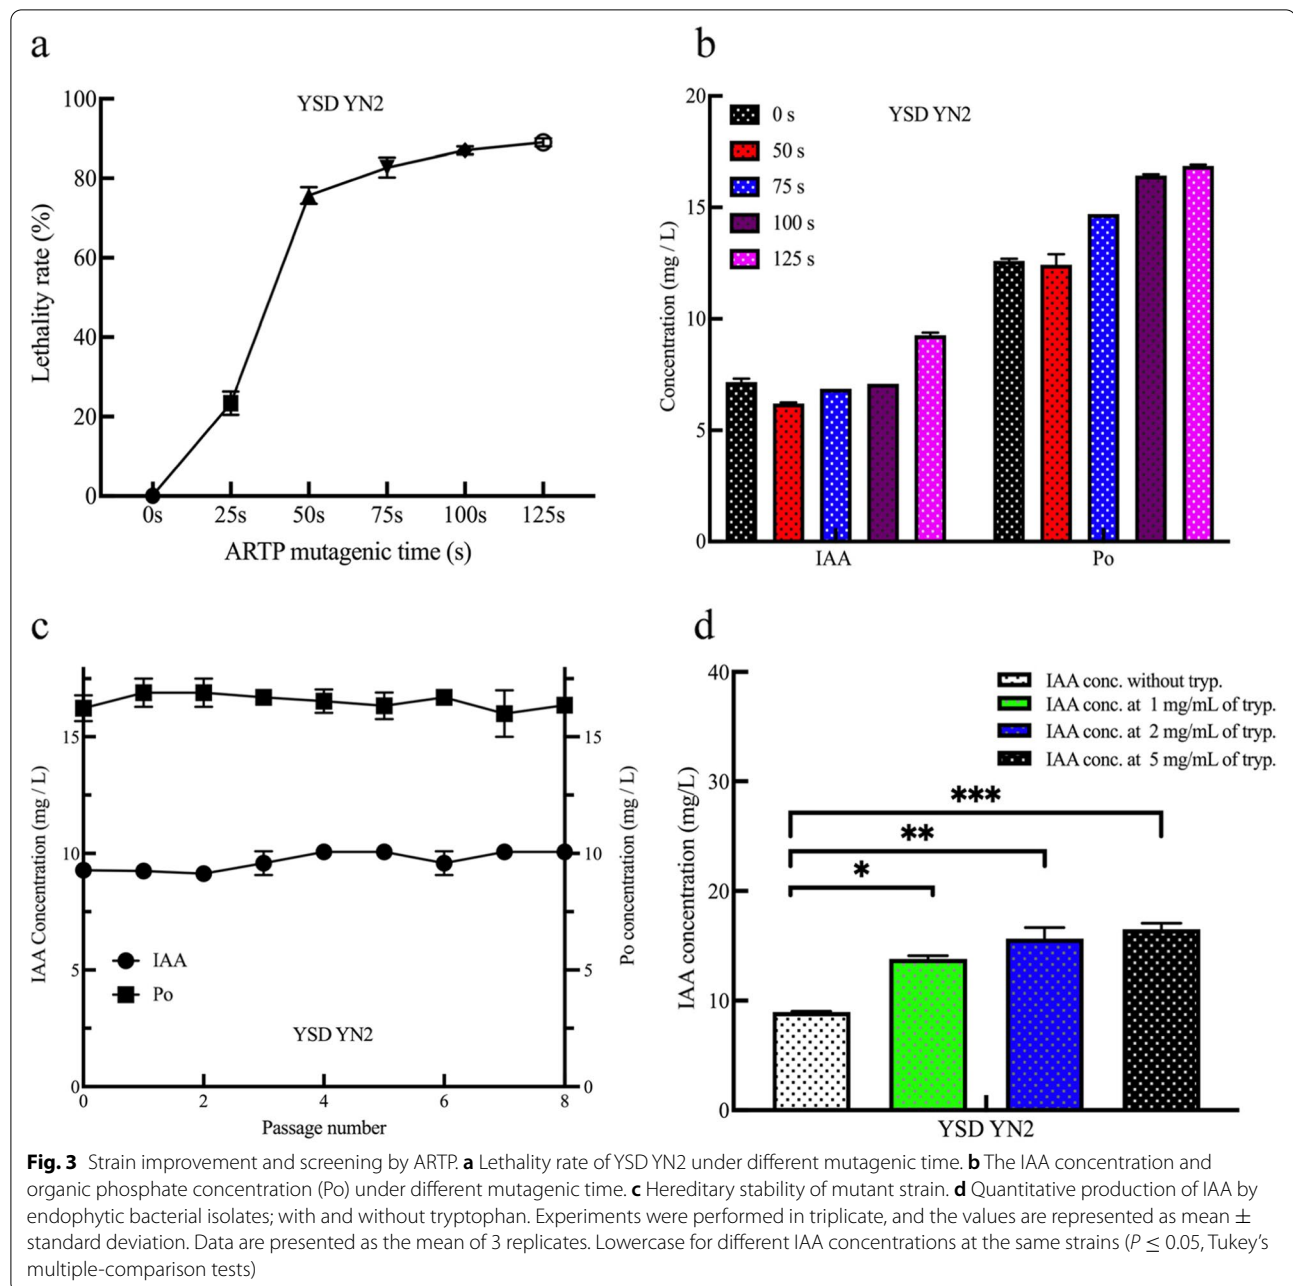 a
YSD YN2
100
80
60
40
20
0
Lethality rate (%)
0s 25s 50s 75s 100s 125s
ARTP mutagenic time (s)
b
YSD YN2
0 s
50 s
75 s
100 s
125 s
20
15
10
5
0
Concentration (mg / L)
IAA Po
c
15
10
5
0
IAA Concentration (mg / L)
15
10
5
0
Po concentration (mg / L)
IAA
Po
YSD YN2
0 2 4 6 8
Passage number
d
IAA conc. without tryp.
IAA conc. at 1 mg/mL of tryp.
IAA conc. at 2 mg/mL of tryp.
IAA conc. at 5 mg/mL of tryp.
40
30
20
10
0
IAA concentration (mg/L)
***
**
*
YSD YN2
Fig. 3 Strain improvement and screening by ARTP. a Lethality rate of YSD YN2 under different mutagenic time. b The IAA concentration and
organic phosphate concentration (Po) under different mutagenic time. c Hereditary stability of mutant strain. d Quantitative production of IAA by
endophytic bacterial isolates; with and without tryptophan. Experiments were performed in triplicate, and the values are represented as mean ±
standard deviation. Data are presented as the mean of 3 replicates. Lowercase for different IAA concentrations at the same strains (P ≤ 0.05, Tukey's
multiple-comparison tests)